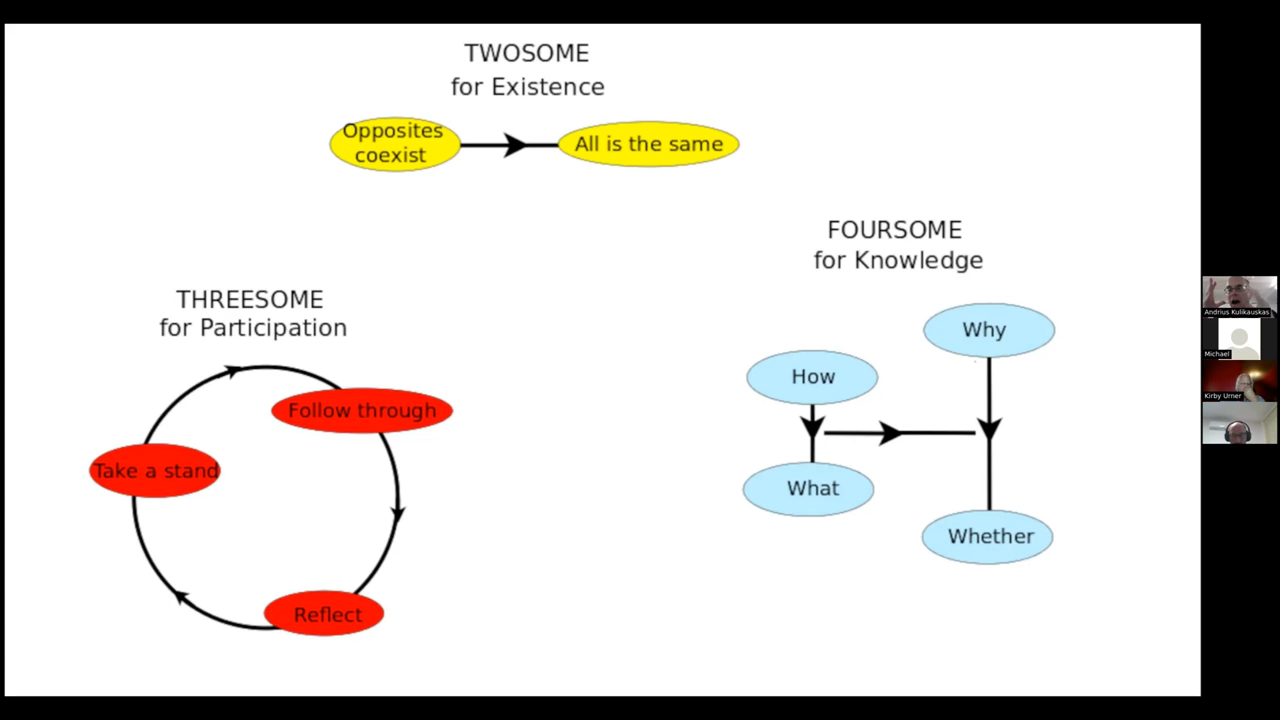 TWOSOME
for Existence
Opposites
coexist
All is the same
FOURSOME
for Knowledge
Why
How
What
Whether
THREESOME
for Participation
Follow through
Take a stand
Reflect
Andrius Kulikauskas
Michael
Kirby Urner